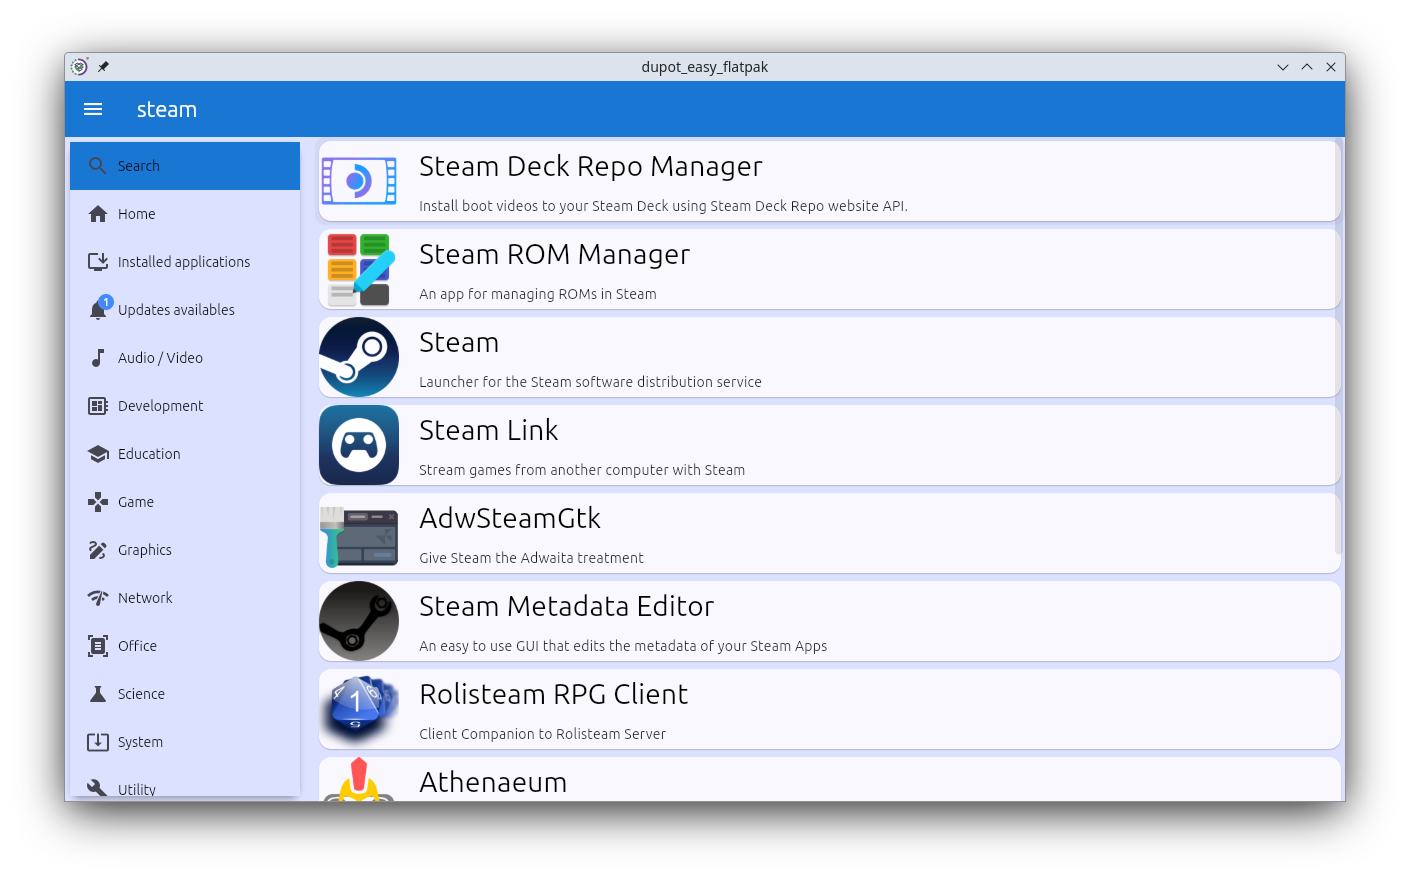 dupot_easy_flatpak
steam
Search
Home
Installed applications
1
Updates availables
Audio / Video
Development
Education
Game
Graphics
Network
Office
Science
System
Utility
Steam Deck Repo Manager
Install boot videos to your Steam Deck using Steam Deck Repo website API.
Steam ROM Manager
An app for managing ROMs in Steam
Steam
Launcher for the Steam software distribution service
Steam Link
Stream games from another computer with Steam
AdwSteamGtk
Give Steam the Adwaita treatment
Steam Metadata Editor
An easy to use GUI that edits the metadata of your Steam Apps
Rolisteam RPG Client
Client Companion to Rolisteam Server
Athenaeum